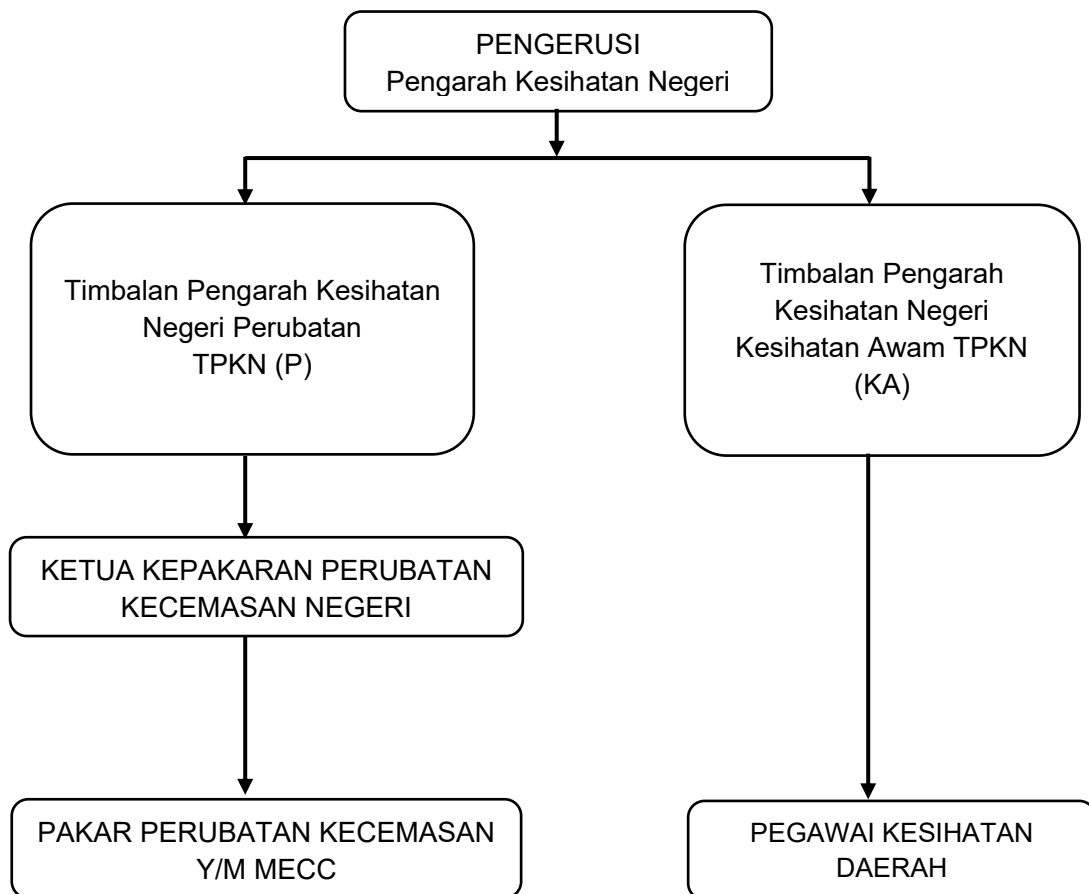 PENGERUSI
Pengarah Kesihatan Negeri
Timbalan Pengarah Kesihatan
Negeri Perubatan
TPKN (P)
Timbalan Pengarah
Kesihatan Negeri
Kesihatan Awam TPKN
(KA)
KETUA KEPAKARAN PERUBATAN
KECEMASAN NEGERI
PAKAR PERUBATAN KECEMASAN
Y/M MECC
PEGAWAI KESIHATAN
DAERAH